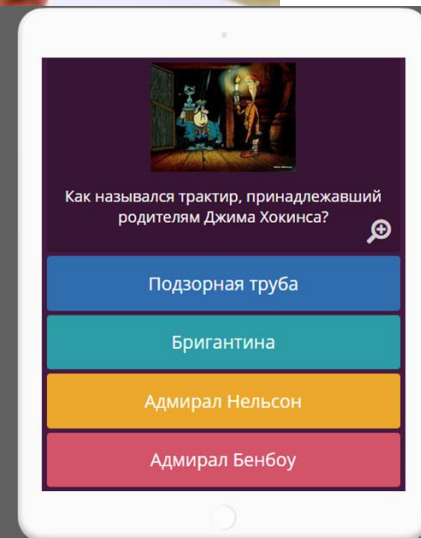 Как назывался трактир, принадлежавший
родителям Джима Хокинса?
Подзорная труба
Бригантина
Адмирал Нельсон
Адмирал Бенбоу